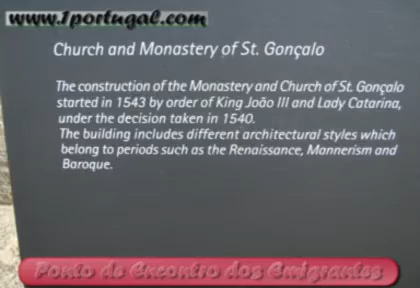 www.1portugal.com
Church and Monastery of St. Gonçalo
The construction of the Monastery and Church of St. Gonçalo
started in 1543 by order of King João III and Lady Catarina,
under the decision taken in 1540.
The building includes different architectural styles which
belong to periods such as the Renaissance, Mannerism and
Baroque.
Ponto de Encontro dos Emigrantes